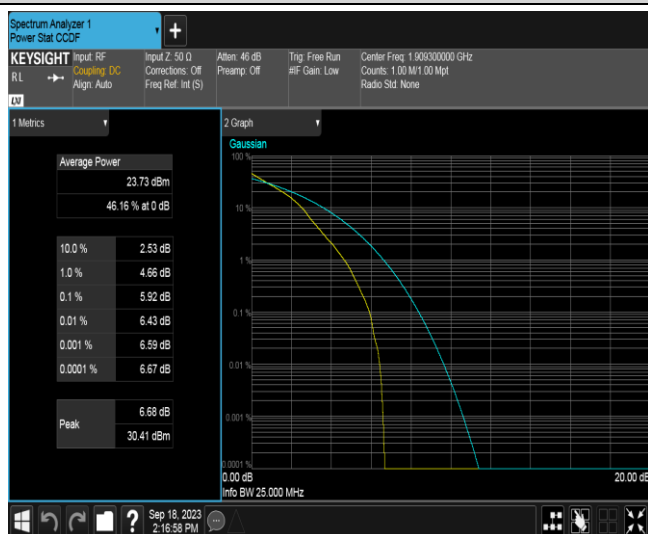 Spectrum Analyzer 1
Power Stat CCDF
+
KEYSIGHT
RL
LXI
Input: RF
Coupling: DC
Align: Auto
Input Z: 50 Ω
Corrections: Off
Freq Ref: Int (S)
Atten: 46 dB
Preamp: Off
Trig: Free Run
#IF Gain: Low
Center Freq: 1.909300000 GHz
Counts: 1.00 M/1.00 Mpt
Radio Std: None
1 Metrics
Average Power
23.73 dBm
46.16 % at 0 dB
10.0 % 2.53 dB
1.0 % 4.66 dB
0.1 % 5.92 dB
0.01 % 6.43 dB
0.001 % 6.59 dB
0.0001 % 6.67 dB
Peak
6.68 dB
30.41 dBm
2 Graph
Gaussian
100 %
10 %
1 %
0.1 %
0.01 %
0.001 %
0.0001 %
0.00 dB 20.00 dB
Info BW 25.000 MHz
?
Sep 18, 2023
2:16:58 PM